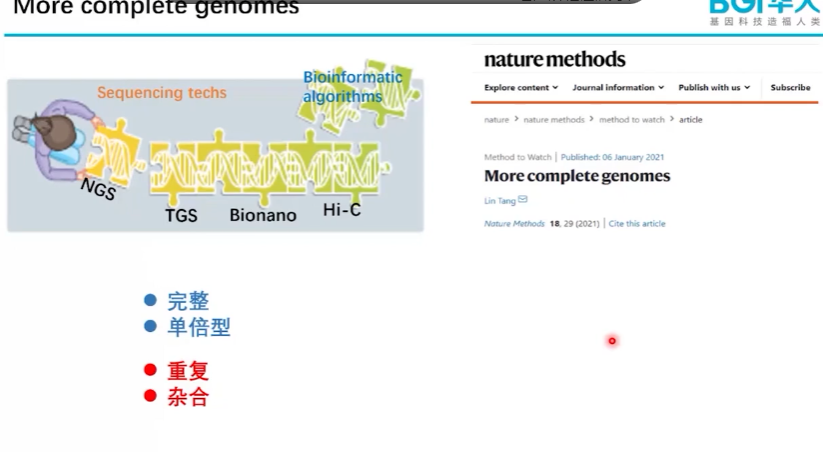 More complete genomes
BGI华大
基因科技造福人类
Sequencing techs
Bioinformatic
algorithms
NGS
TGS
Bionano
Hi-C
完整
单倍型
重复
杂合
nature methods
Explore content
Journal information
Publish with us
Subscribe
nature > nature methods > method to watch > article
Method to Watch | Published: 06 January 2021
More complete genomes
Lin Tang
Nature Methods 18, 29 (2021) | Cite this article